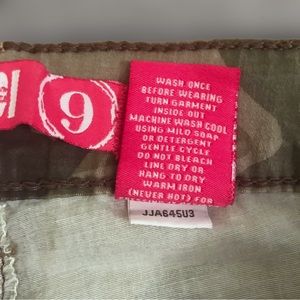 9
WASH ONCE
BEFORE WEARING
TURN GARMENT
INSIDE OUT
MACHINE WASH COOL
USING MILD SOAP
OR DETERGENT
GENTLE CYCLE
DO NOT BLEACH
LINE DRY OR
HANG TO DRY
WARM IRON
(NEVER HOT) FOR
JJA645U3